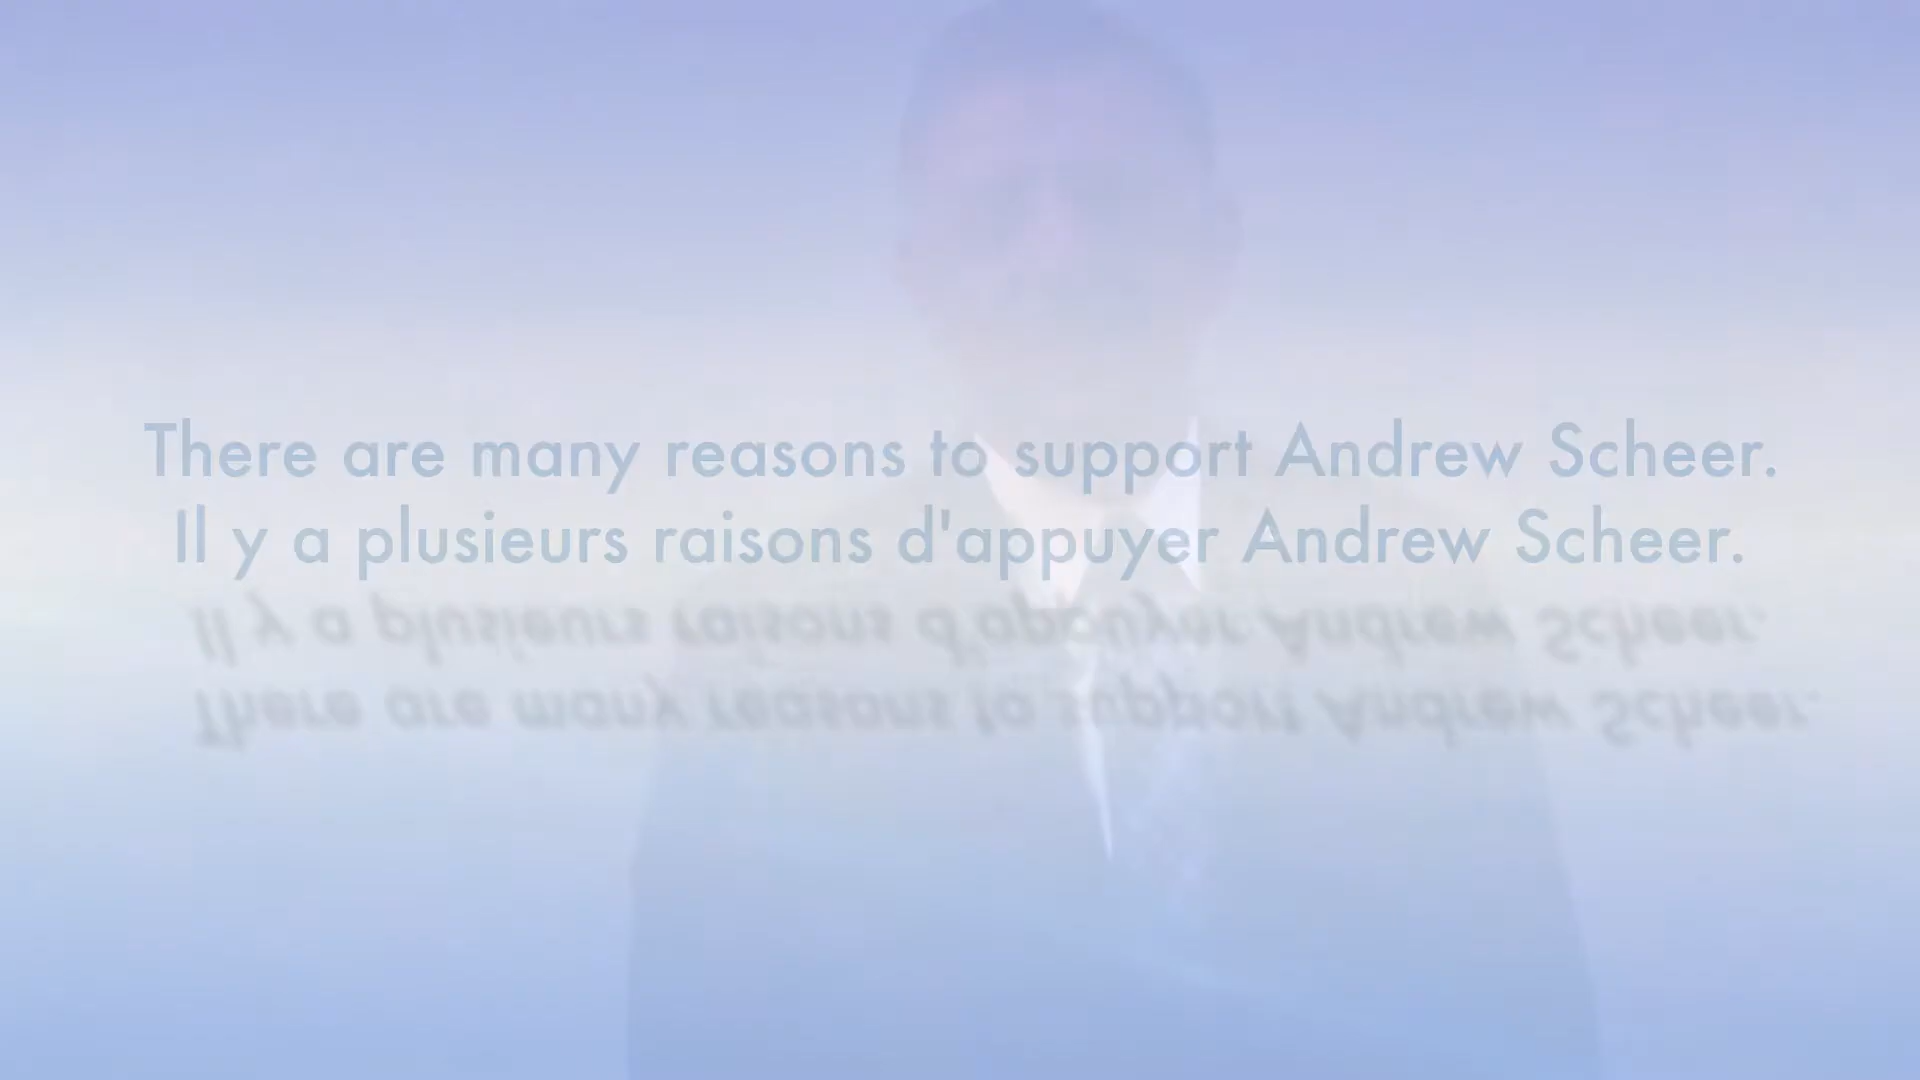 There are many reasons to support Andrew Scheer.
Il y a plusieurs raisons d'appuyer Andrew Scheer.